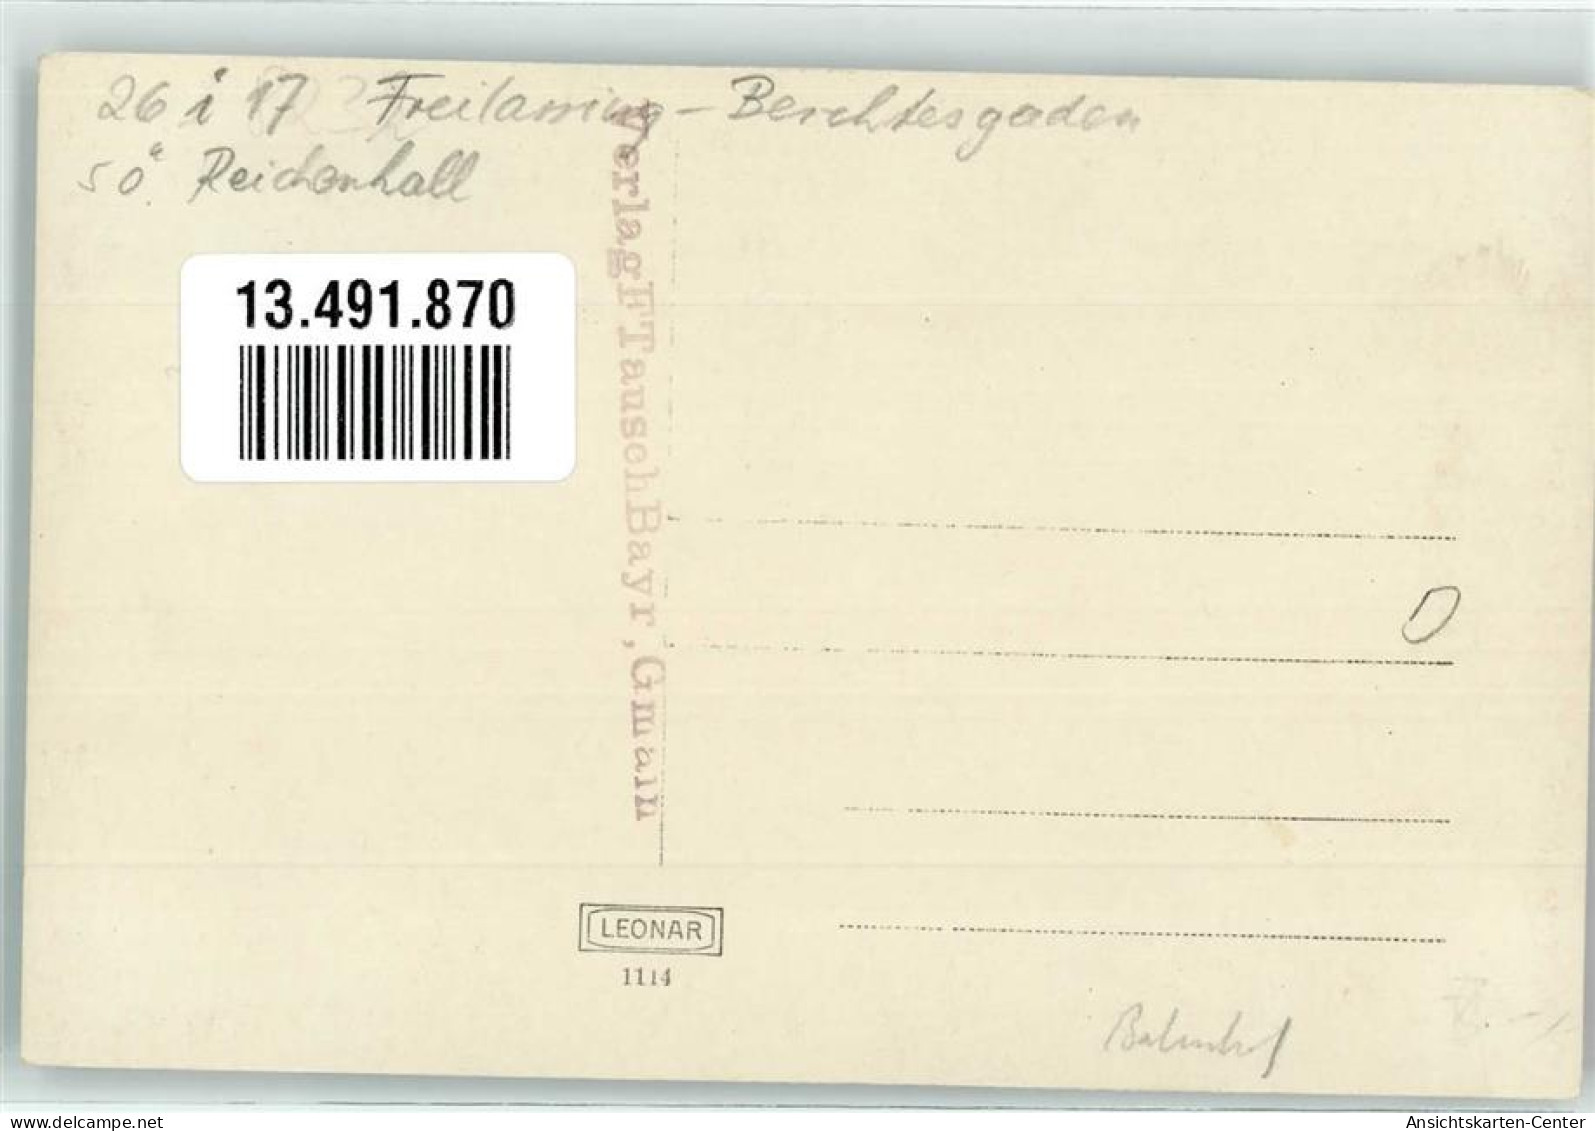 26 i 17 Freilassing - Berchtesgaden
50 Reichenhall
13.491.870
Verlag F Tausch Bayr, Gmain
LEONAR
1114
Bahnhof
www.delcampe.net
tpostkarten
Ansichtskarten-Center